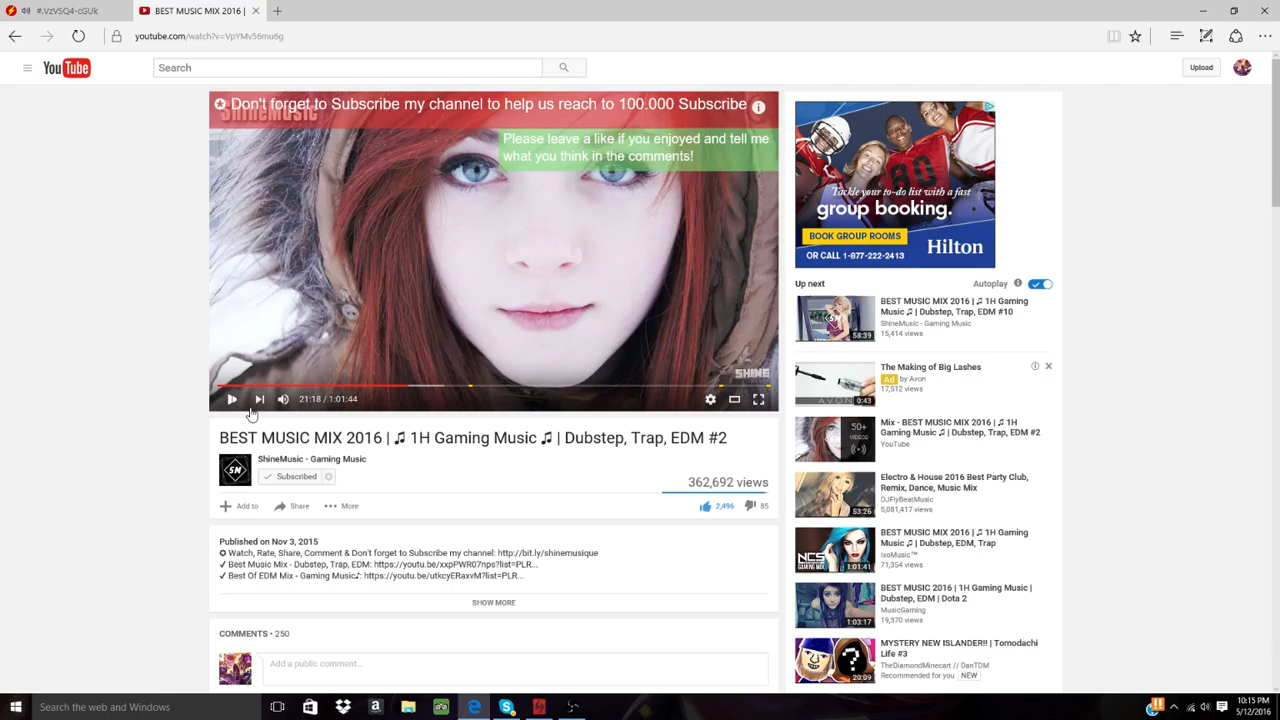 #.VzVSQ4-cGUk
BEST MUSIC MIX 2016 |
youtube.com/watch?v=VpYMv56mu6g
YouTube
Search
Upload
ShineMusic
✪ Don't forget to Subscribe my channel to help us reach to 100.000 Subscribe
Please leave a like if you enjoyed and tell me
what you think in the comments!
SHINE
21:18 / 1:01:44
BEST MUSIC MIX 2016 | ♫ 1H Gaming Music ♫ | Dubstep, Trap, EDM #2
SM
ShineMusic - Gaming Music
Subscribed
362,692 views
Add to
Share
More
2,496
85
Published on Nov 3, 2015
✪ Watch, Rate, Share, Comment & Don't forget to Subscribe my channel: http://bit.ly/shinemusique
✓ Best Music Mix - Dubstep, Trap, EDM: https://youtu.be/xxpPWR07nps?list=PLR...
✓ Best Of EDM Mix - Gaming Music♪: https://youtu.be/utkcyERaxvM?list=PLR...
SHOW MORE
COMMENTS • 250
Add a public comment...
80
Tackle your to-do list with a fast
group booking.
BOOK GROUP ROOMS
OR CALL 1-877-222-2413
Hilton
Up next
Autoplay
BEST MUSIC MIX 2016 | ♫ 1H Gaming
Music ♫ | Dubstep, Trap, EDM #10
ShineMusic - Gaming Music
15,414 views
58:39
The Making of Big Lashes
Ad by Avon
17,512 views
AVON
0:43
Mix - BEST MUSIC MIX 2016 | ♫ 1H
Gaming Music ♫ | Dubstep, Trap, EDM #2
YouTube
50+
VIDEOS
Electro & House 2016 Best Party Club,
Remix, Dance, Music Mix
DJFlyBeatMusic
5,081,417 views
53:26
BEST MUSIC MIX 2016 | ♫ 1H Gaming
Music ♫ | Dubstep, EDM, Trap
IxoMusic™
71,354 views
NCS
GAMING MIX
1:01:41
BEST MUSIC 2016 | 1H Gaming Music |
Dubstep, EDM | Dota 2
MusicGaming
19,370 views
1:03:17
MYSTERY NEW ISLANDER!! | Tomodachi
Life #3
TheDiamondMinecart // DanTDM
Recommended for you NEW
20:09
Search the web and Windows
10:15 PM
5/12/2016